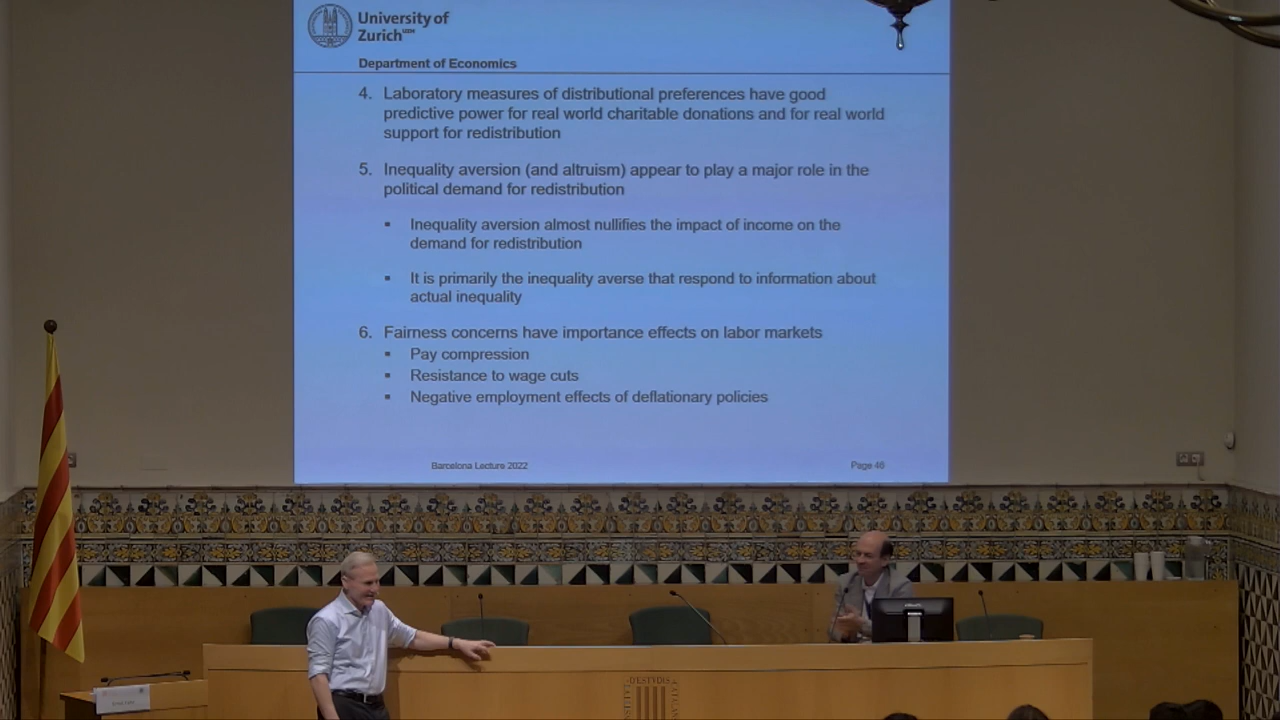 University of
Zurich UZH
Department of Economics
4. Laboratory measures of distributional preferences have good
predictive power for real world charitable donations and for real world
support for redistribution
5. Inequality aversion (and altruism) appear to play a major role in the
political demand for redistribution
▪ Inequality aversion almost nullifies the impact of income on the
demand for redistribution
▪ It is primarily the inequality averse that respond to information about
actual inequality
6. Fairness concerns have importance effects on labor markets
▪ Pay compression
▪ Resistance to wage cuts
▪ Negative employment effects of deflationary policies
Barcelona Lecture 2022
Page 46